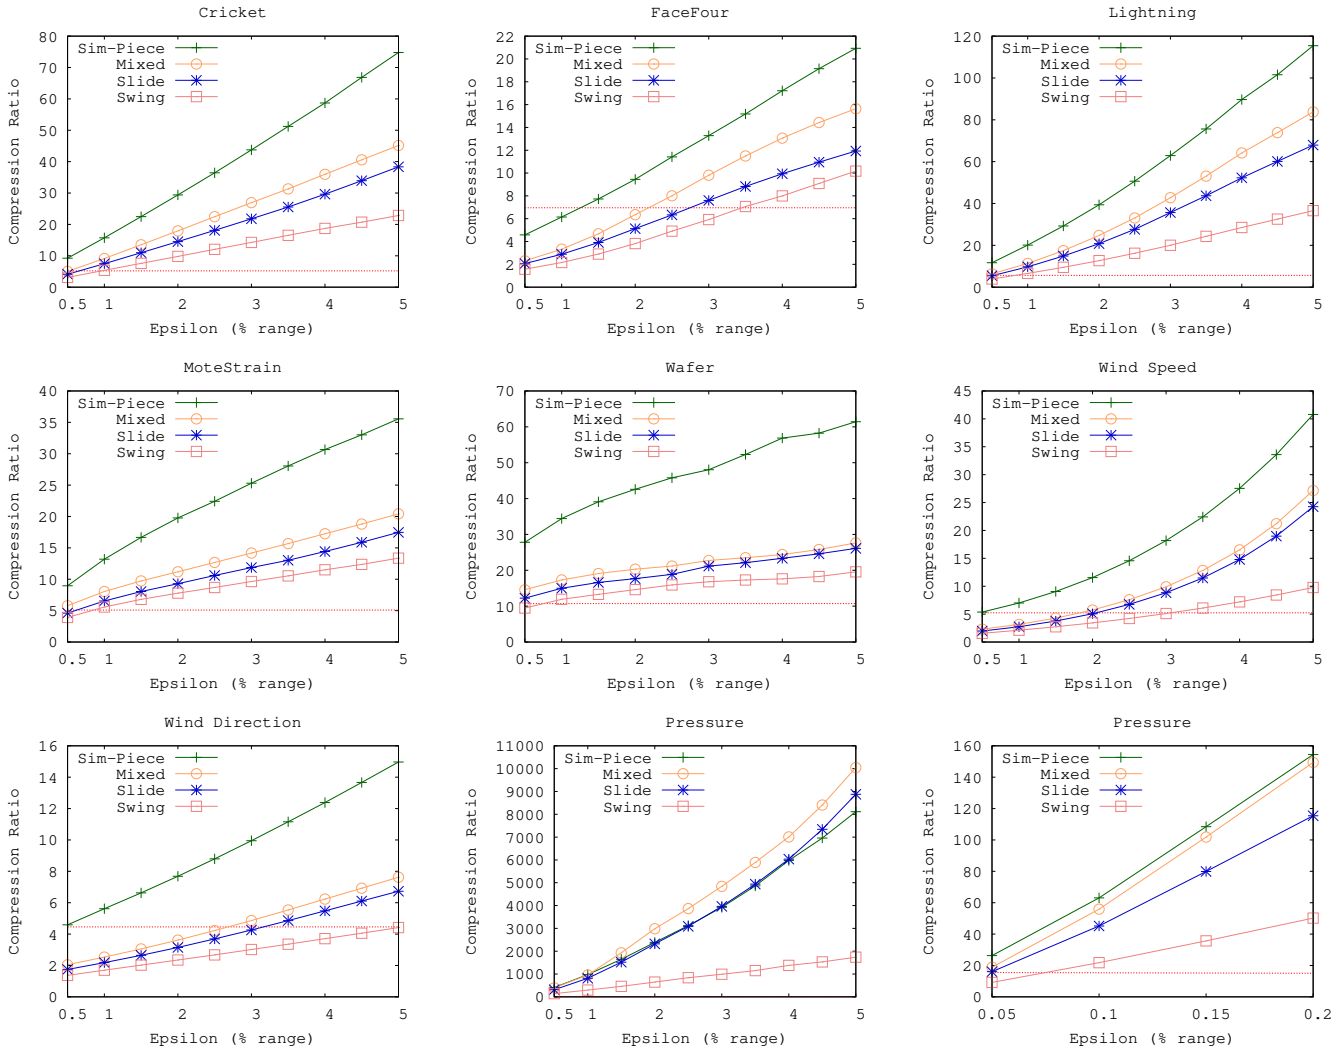 Cricket
Compression Ratio
80
70
60
50
40
30
20
10
0
Sim-Piece
Mixed
Slide
Swing
0.5 1 2 3 4 5
Epsilon (% range)
FaceFour
Compression Ratio
22
20
18
16
14
12
10
8
6
4
2
0
Sim-Piece
Mixed
Slide
Swing
0.5 1 2 3 4 5
Epsilon (% range)
Lightning
Compression Ratio
120
100
80
60
40
20
0
Sim-Piece
Mixed
Slide
Swing
0.5 1 2 3 4 5
Epsilon (% range)
MoteStrain
Compression Ratio
40
35
30
25
20
15
10
5
0
Sim-Piece
Mixed
Slide
Swing
0.5 1 2 3 4 5
Epsilon (% range)
Wafer
Compression Ratio
70
60
50
40
30
20
10
0
Sim-Piece
Mixed
Slide
Swing
0.5 1 2 3 4 5
Epsilon (% range)
Wind Speed
Compression Ratio
45
40
35
30
25
20
15
10
5
0
Sim-Piece
Mixed
Slide
Swing
0.5 1 2 3 4 5
Epsilon (% range)
Wind Direction
Compression Ratio
16
14
12
10
8
6
4
2
0
Sim-Piece
Mixed
Slide
Swing
0.5 1 2 3 4 5
Epsilon (% range)
Pressure
Compression Ratio
11000
10000
9000
8000
7000
6000
5000
4000
3000
2000
1000
0
Sim-Piece
Mixed
Slide
Swing
0.5 1 2 3 4 5
Epsilon (% range)
Pressure
Compression Ratio
160
140
120
100
80
60
40
20
0
Sim-Piece
Mixed
Slide
Swing
0.05 0.1 0.15 0.2
Epsilon (% range)